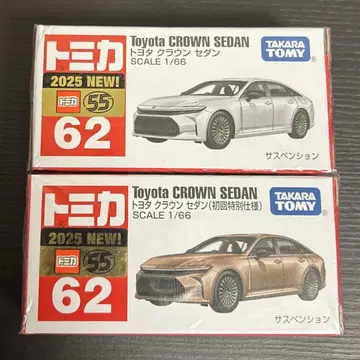 トミカ
2025 NEW!
トミカ 55
62
Toyota CROWN SEDAN
トヨタ クラウン セダン
SCALE 1/66
TAKARA TOMY
サスペンション
トミカ
2025 NEW!
トミカ 55
62
Toyota CROWN SEDAN
トヨタ クラウン セダン(初回特別仕様)
SCALE 1/66
TAKARA TOMY
サスペンション